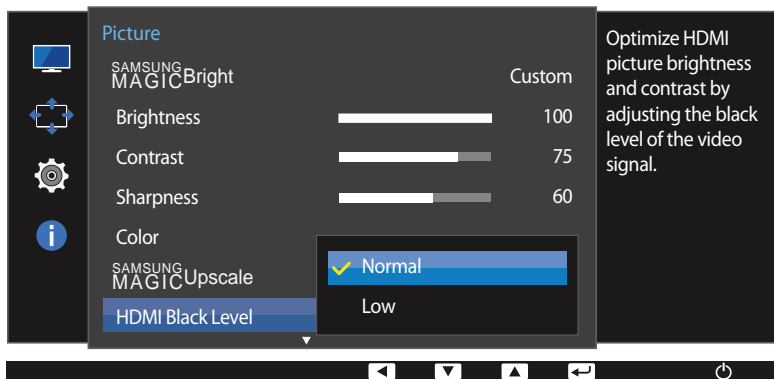 Picture
SAMSUNG
MAGICBright Custom
Brightness 100
Contrast 75
Sharpness 60
Color
SAMSUNG
MAGICUpscale
HDMI Black Level
Normal
Low
Optimize HDMI
picture brightness
and contrast by
adjusting the black
level of the video
signal.